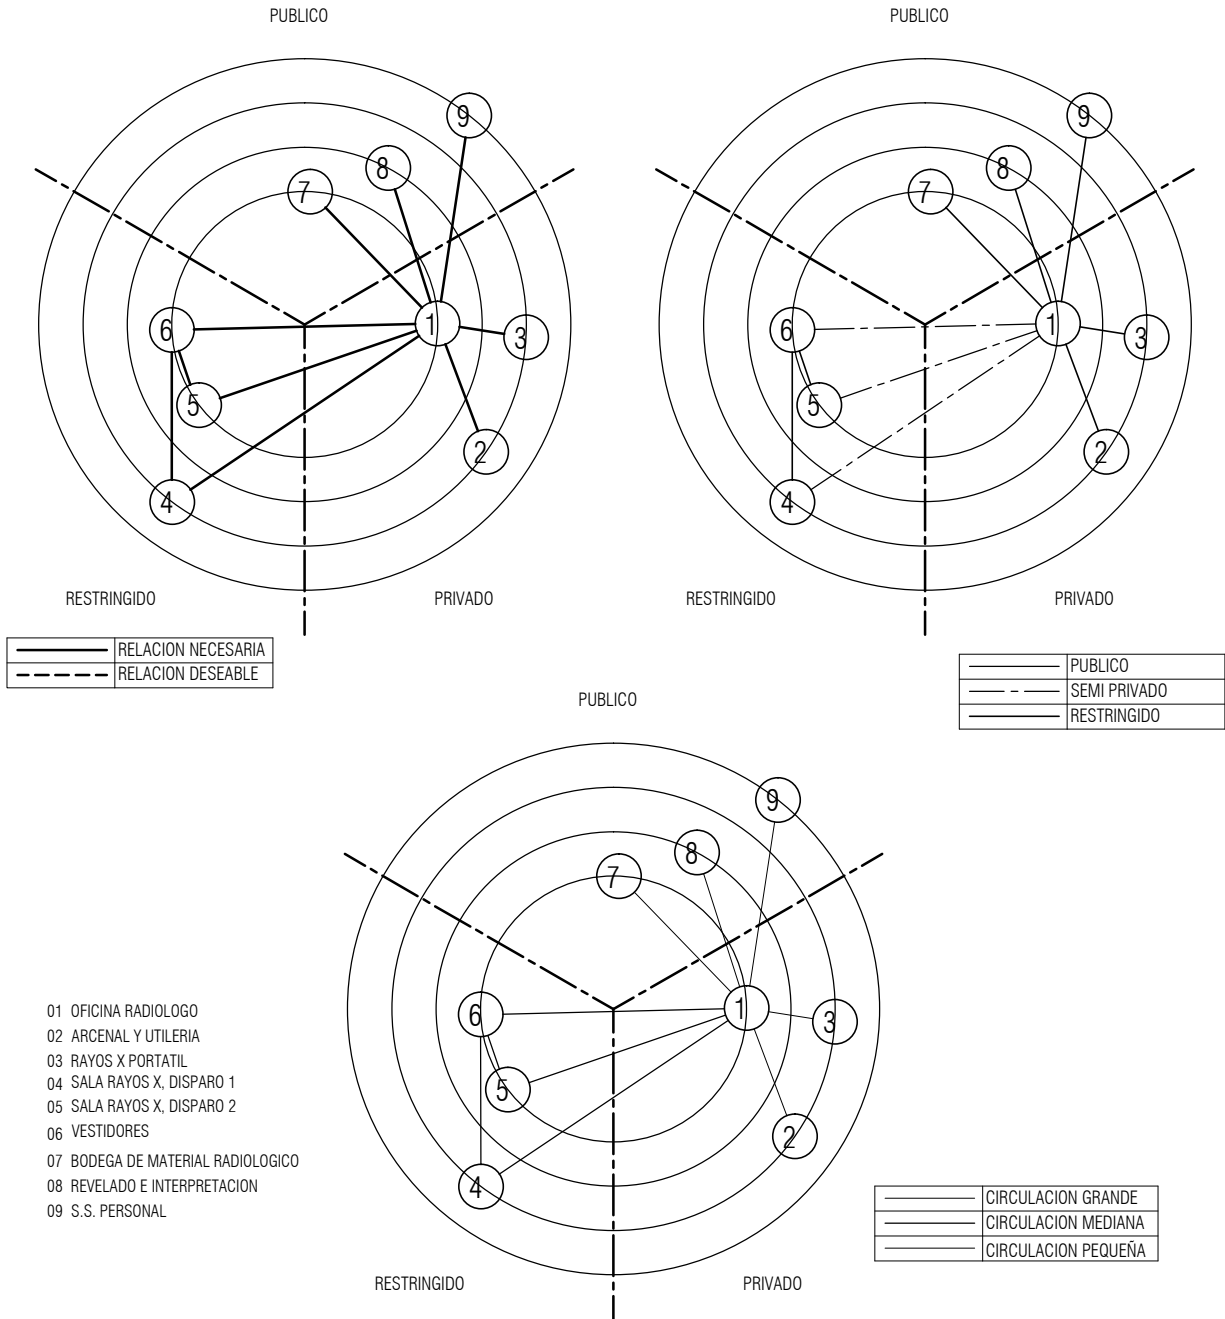 PUBLICO
9
8
7
6
1
3
5
2
4
RESTRINGIDO
PRIVADO
RELACION NECESARIA
RELACION DESEABLE
PUBLICO
9
8
7
6
1
3
5
2
4
RESTRINGIDO
PRIVADO
PUBLICO
SEMI PRIVADO
RESTRINGIDO
PUBLICO
9
8
7
6
1
3
5
2
4
RESTRINGIDO
PRIVADO
01 OFICINA RADIOLOGO
02 ARCENAL Y UTILERIA
03 RAYOS X PORTATIL
04 SALA RAYOS X, DISPARO 1
05 SALA RAYOS X, DISPARO 2
06 VESTIDORES
07 BODEGA DE MATERIAL RADIOLOGICO
08 REVELADO E INTERPRETACION
09 S.S. PERSONAL
CIRCULACION GRANDE
CIRCULACION MEDIANA
CIRCULACION PEQUEÑA